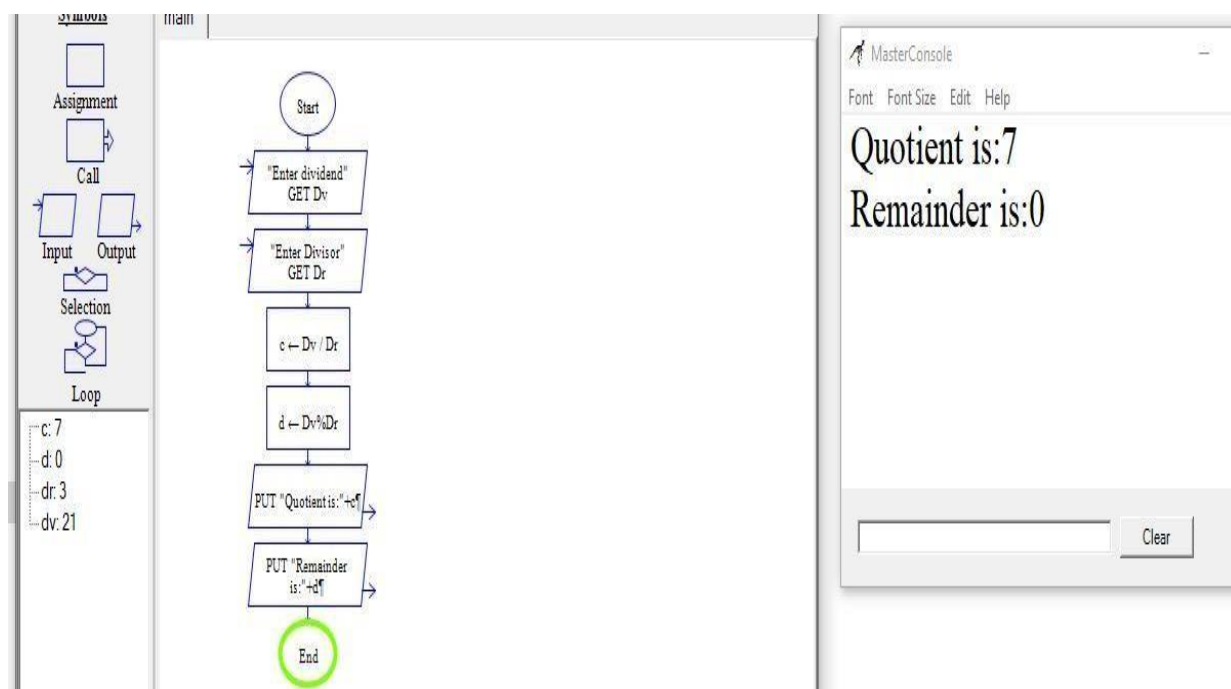 Symbols
Assignment
Call
Input Output
Selection
Loop
c: 7
d: 0
dr: 3
dv: 21
main
Start
"Enter dividend"
GET Dv
"Enter Divisor"
GET Dr
c ← Dv / Dr
d ← Dv%Dr
PUT "Quotient is:"+c¶
PUT "Remainder
is:"+d¶
End
MasterConsole
Font Font Size Edit Help
Quotient is:7
Remainder is:0
Clear